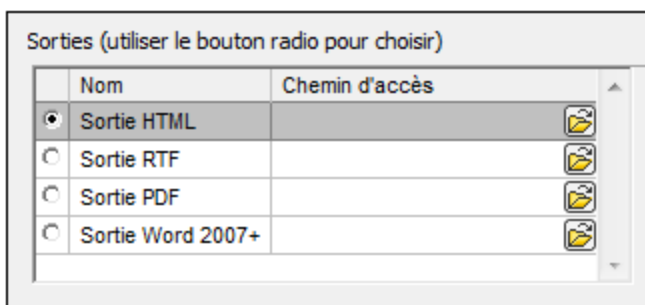 Sorties (utiliser le bouton radio pour choisir)
Nom Chemin d'accès
Sortie HTML
Sortie RTF
Sortie PDF
Sortie Word 2007+